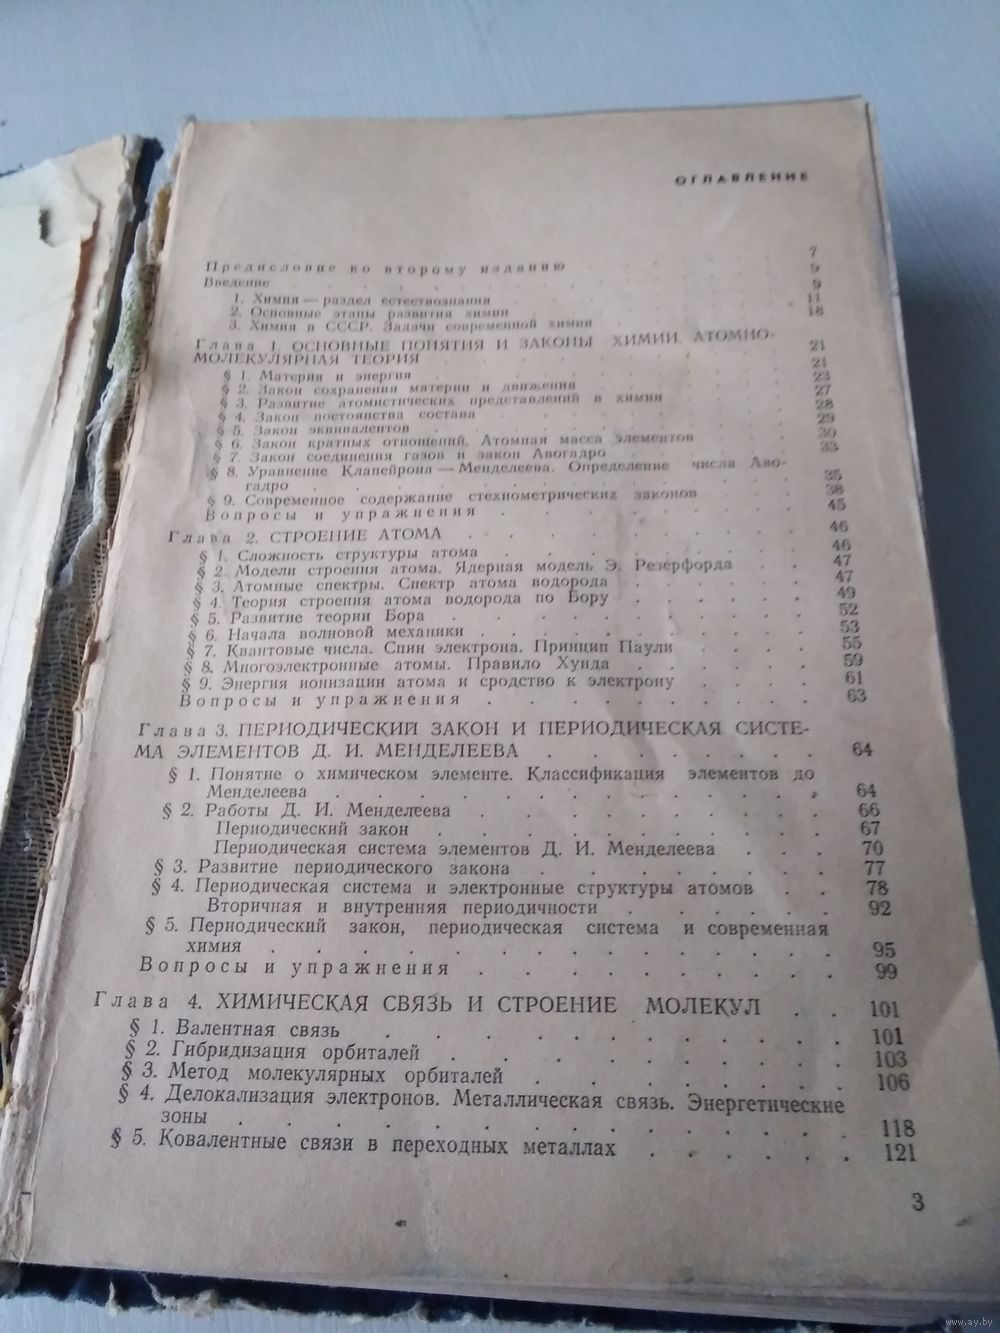 ОГЛАВЛЕНИЕ
Предисловие ко второму изданию . . . . . 7
Введение . . . . . 9
1. Химия — раздел естествознания . . . . . 9
2. Основные этапы развития химии . . . . . 11
3. Химия в СССР. Задачи современной химии . . . . . 18
Глава 1. ОСНОВНЫЕ ПОНЯТИЯ И ЗАКОНЫ ХИМИИ. АТОМНО-
МОЛЕКУЛЯРНАЯ ТЕОРИЯ . . . . . 21
§ 1. Материя и энергия . . . . . 21
§ 2. Закон сохранения материи и движения . . . . . 23
§ 3. Развитие атомистических представлений в химии . . . . . 27
§ 4. Закон постоянства состава . . . . . 28
§ 5. Закон эквивалентов . . . . . 29
§ 6. Закон кратных отношений. Атомная масса элементов . . . . . 30
§ 7. Закон соединения газов и закон Авогадро . . . . . 33
§ 8. Уравнение Клапейрона — Менделеева. Определение числа Аво-
гадро . . . . . 35
§ 9. Современное содержание стехиометрических законов . . . . . 38
Вопросы и упражнения . . . . . 45
Глава 2. СТРОЕНИЕ АТОМА . . . . . 46
§ 1. Сложность структуры атома . . . . . 46
§ 2. Модели строения атома. Ядерная модель Э. Резерфорда . . 47
§ 3. Атомные спектры. Спектр атома водорода . . . . . 47
§ 4. Теория строения атома водорода по Бору . . . . . 49
§ 5. Развитие теории Бора . . . . . 52
§ 6. Начала волновой механики . . . . . 53
§ 7. Квантовые числа. Спин электрона. Принцип Паули . . . . 55
§ 8. Многоэлектронные атомы. Правило Хунда . . . . . 59
§ 9. Энергия ионизации атома и сродство к электрону . . . . 61
Вопросы и упражнения . . . . . 63
Глава 3. ПЕРИОДИЧЕСКИЙ ЗАКОН И ПЕРИОДИЧЕСКАЯ СИСТЕ-
МА ЭЛЕМЕНТОВ Д. И. МЕНДЕЛЕЕВА . . . . . 64
§ 1. Понятие о химическом элементе. Классификация элементов до
Менделеева . . . . . 64
§ 2. Работы Д. И. Менделеева . . . . . 66
Периодический закон . . . . . 67
Периодическая система элементов Д. И. Менделеева . . . 70
§ 3. Развитие периодического закона . . . . . 77
§ 4. Периодическая система и электронные структуры атомов . . 78
Вторичная и внутренняя периодичности . . . . . 92
§ 5. Периодический закон, периодическая система и современная
химия . . . . . 95
Вопросы и упражнения . . . . . 99
Глава 4. ХИМИЧЕСКАЯ СВЯЗЬ И СТРОЕНИЕ МОЛЕКУЛ . . 101
§ 1. Валентная связь . . . . . 101
§ 2. Гибридизация орбиталей . . . . . 103
§ 3. Метод молекулярных орбиталей . . . . . 106
§ 4. Делокализация электронов. Металлическая связь. Энергетические
зоны . . . . . 118
§ 5. Ковалентные связи в переходных металлах . . . . . 121
3
www.ay.by